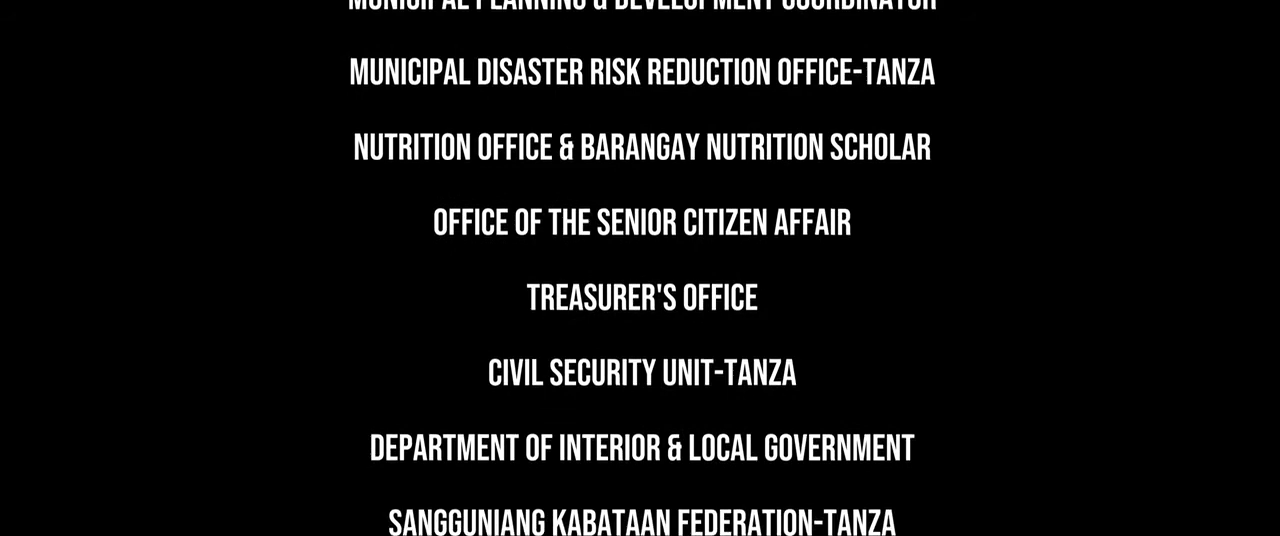 MUNICIPAL PLANNING & DEVELOPMENT COORDINATOR
MUNICIPAL DISASTER RISK REDUCTION OFFICE-TANZA
NUTRITION OFFICE & BARANGAY NUTRITION SCHOLAR
OFFICE OF THE SENIOR CITIZEN AFFAIR
TREASURER'S OFFICE
CIVIL SECURITY UNIT-TANZA
DEPARTMENT OF INTERIOR & LOCAL GOVERNMENT
SANGGUNIANG KABATAAN FEDERATION-TANZA